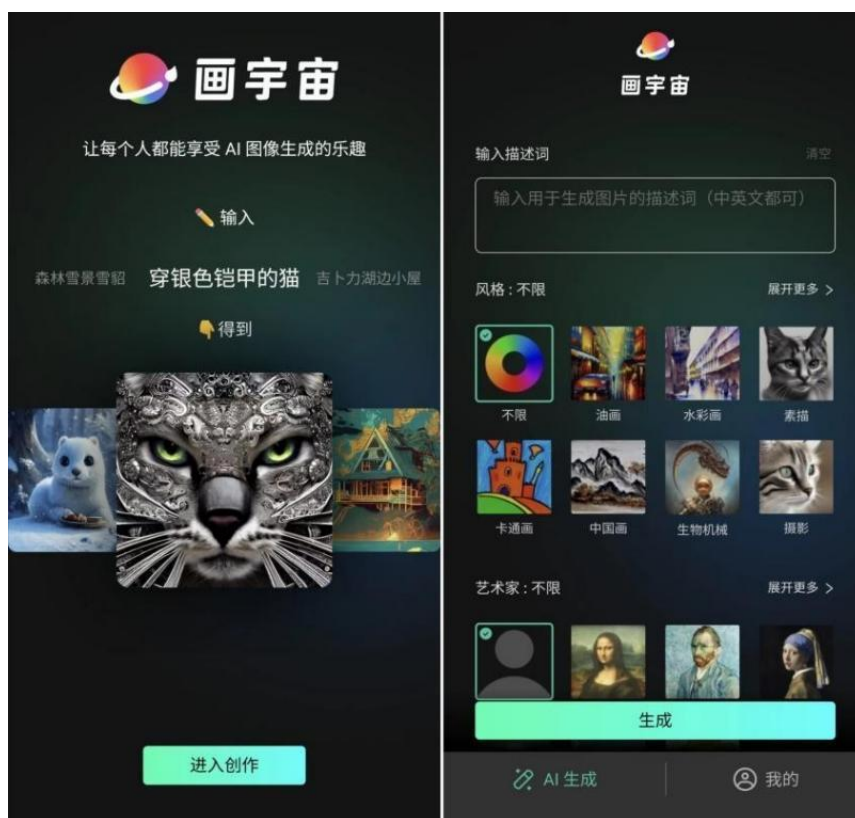 画宇宙
让每个人都能享受 AI 图像生成的乐趣
输入
森林雪景雪貂 穿银色铠甲的猫 吉卜力湖边小屋
得到
进入创作
画宇宙
输入描述词 清空
输入用于生成图片的描述词（中英文都可）
风格 : 不限 展开更多 >
不限 油画 水彩画 素描
卡通画 中国画 生物机械 摄影
艺术家 : 不限 展开更多 >
生成
AI 生成 我的